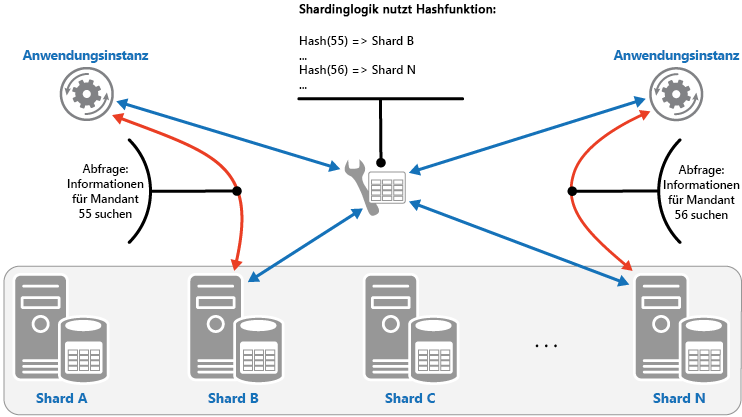 Shardinglogik nutzt Hashfunktion:
Hash(55) => Shard B
...
Hash(56) => Shard N
...
Anwendungsinstanz
Anwendungsinstanz
Abfrage:
Informationen
für Mandant
55 suchen
Abfrage:
Informationen
für Mandant
56 suchen
...
Shard A
Shard B
Shard C
Shard N